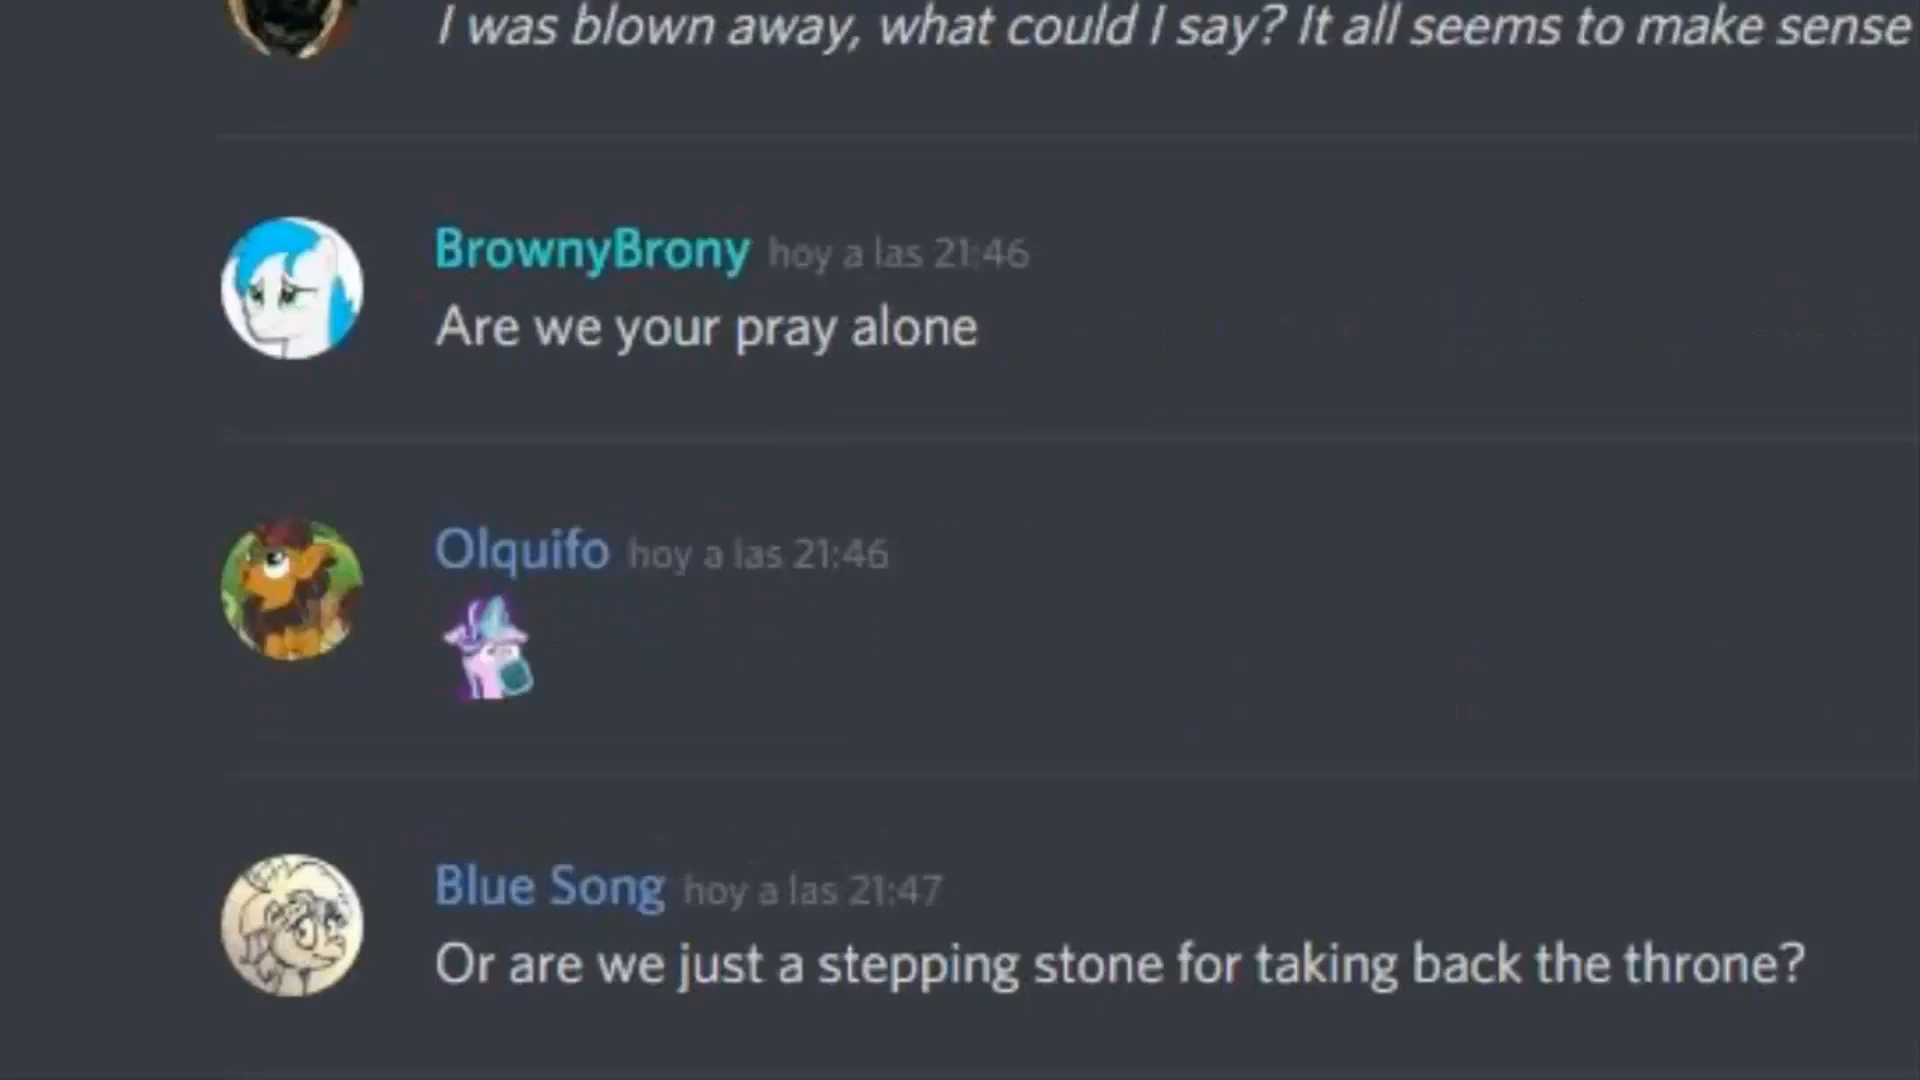 I was blown away, what could I say? It all seems to make sense
BrownyBrony hoy a las 21:46
Are we your pray alone
Olquifo hoy a las 21:46
Blue Song hoy a las 21:47
Or are we just a stepping stone for taking back the throne?